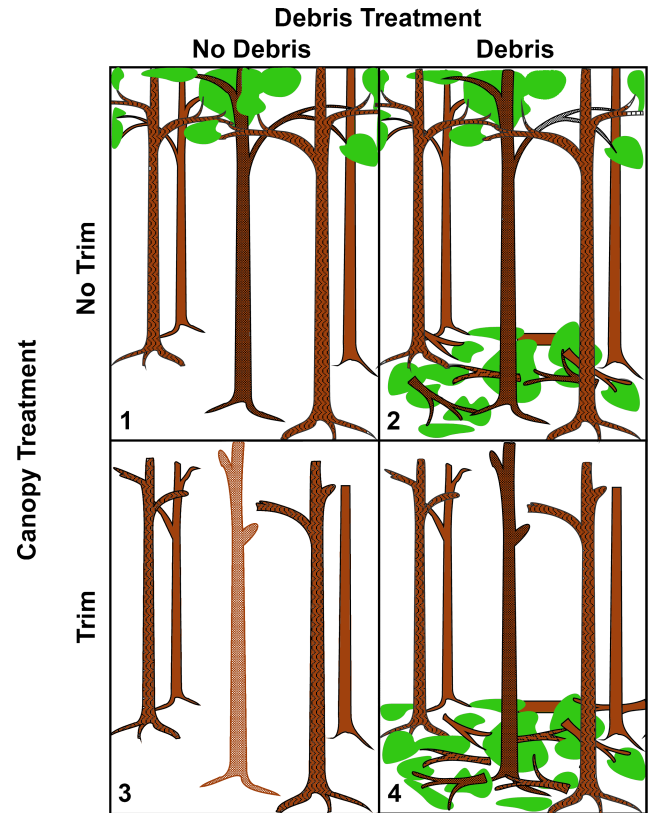 Debris Treatment
No Debris
Debris
Canopy Treatment
No Trim
1
2
Trim
3
4